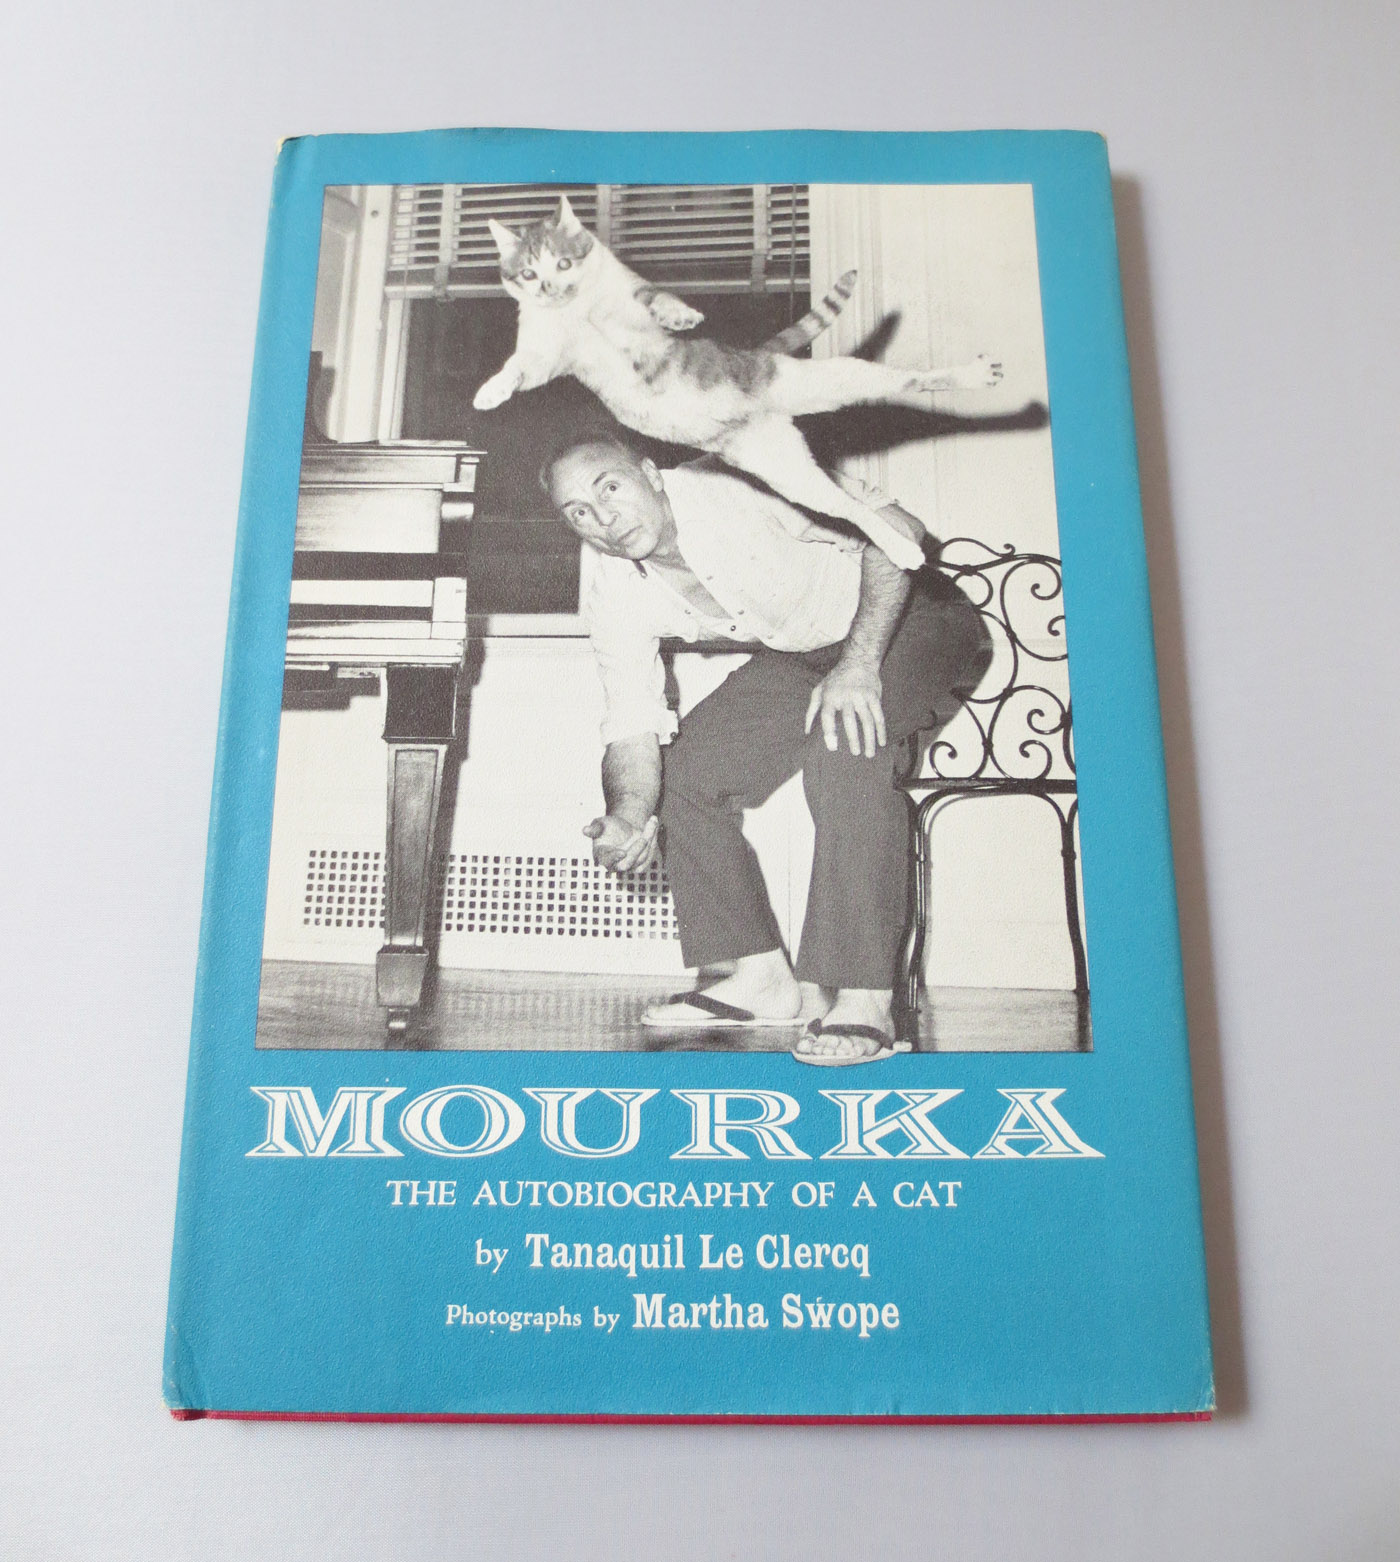 MOURKA
THE AUTOBIOGRAPHY OF A CAT
by Tanaquil Le Clercq
Photographs by Martha Swope